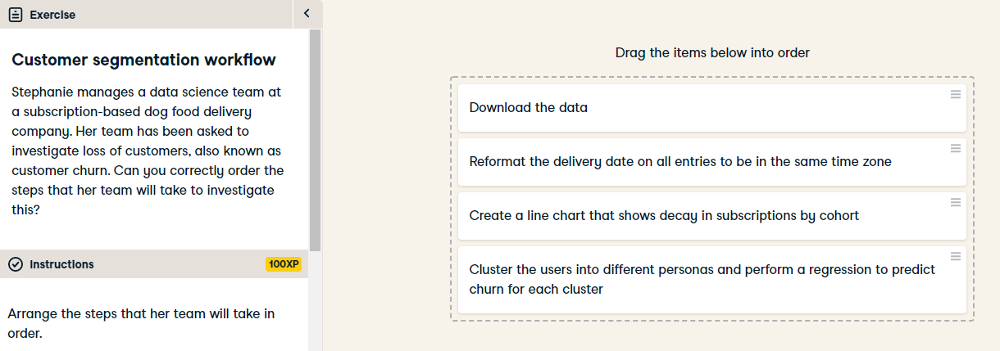 Exercise
Customer segmentation workflow
Stephanie manages a data science team at
a subscription-based dog food delivery
company. Her team has been asked to
investigate loss of customers, also known as
customer churn. Can you correctly order the
steps that her team will take to investigate
this?
Instructions
100XP
Arrange the steps that her team will take in
order.
Drag the items below into order
Download the data
Reformat the delivery date on all entries to be in the same time zone
Create a line chart that shows decay in subscriptions by cohort
Cluster the users into different personas and perform a regression to predict
churn for each cluster